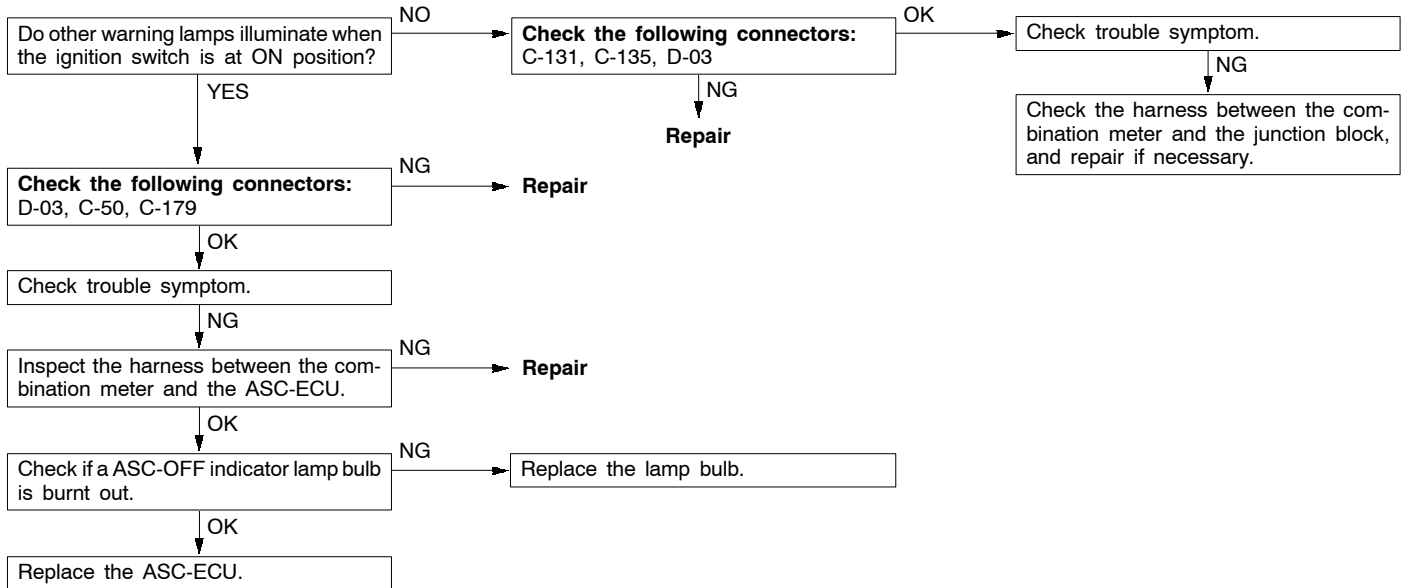 Do other warning lamps illuminate when
the ignition switch is at ON position?
NO
Check the following connectors:
C-131, C-135, D-03
OK
Check trouble symptom.
NG
Check the harness between the com-
bination meter and the junction block,
and repair if necessary.
NG
Repair
YES
Check the following connectors:
D-03, C-50, C-179
NG
Repair
OK
Check trouble symptom.
NG
Inspect the harness between the com-
bination meter and the ASC-ECU.
NG
Repair
OK
Check if a ASC-OFF indicator lamp bulb
is burnt out.
NG
Replace the lamp bulb.
OK
Replace the ASC-ECU.